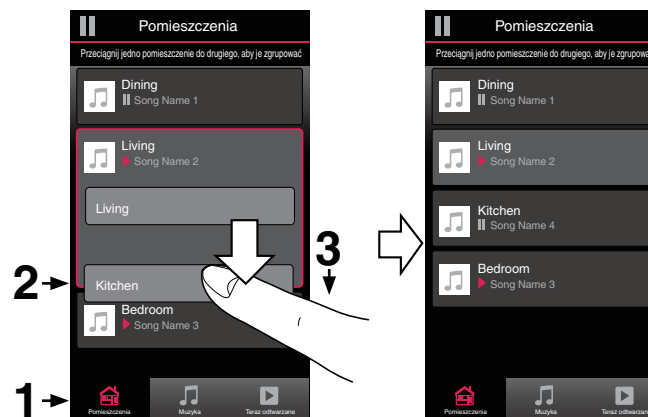 Pomieszczenia
Przeciągnij jedno pomieszczenie do drugiego, aby je zgrupować
Dining
Song Name 1
Living
Song Name 2
Living
Kitchen
Bedroom
Song Name 3
Pomieszczenia
Muzyka
Teraz odtwarzane
2
3
1
Pomieszczenia
Przeciągnij jedno pomieszczenie do drugiego, aby je zgrupowa
Dining
Song Name 1
Living
Song Name 2
Kitchen
Song Name 4
Bedroom
Song Name 3
Pomieszczenia
Muzyka
Teraz odtwarzane